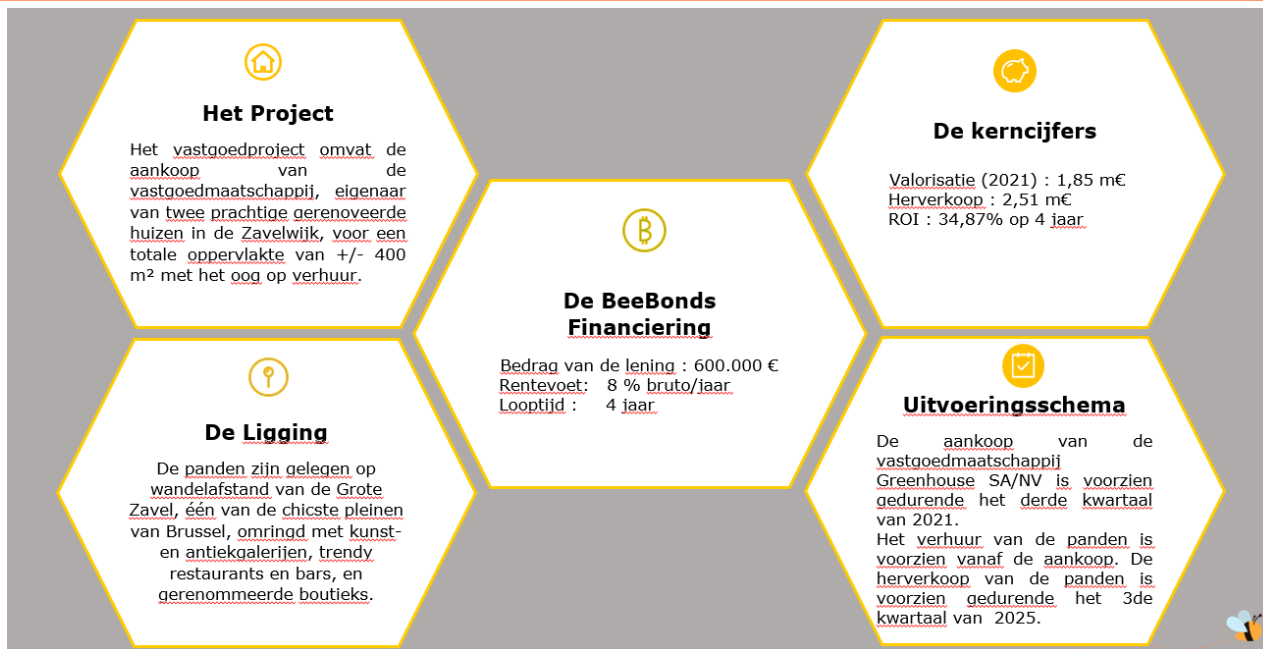 Het Project
Het vastgoedproject omvat de
aankoop van de
vastgoedmaatschappij, eigenaar
van twee prachtige gerenoveerde
huizen in de Zavelwijk, voor een
totale oppervlakte van +/- 400
m² met het oog op verhuur.
De Ligging
De panden zijn gelegen op
wandelafstand van de Grote
Zavel, één van de chicste pleinen
van Brussel, omringd met kunst-
en antiekgalerijen, trendy
restaurants en bars, en
gerenommeerde boutieks.
De BeeBonds
Financiering
Bedrag van de lening : 600.000 €
Rentevoet: 8 % bruto/jaar
Looptijd : 4 jaar
De kerncijfers
Valorisatie (2021) : 1,85 m€
Herverkoop : 2,51 m€
ROI : 34,87% op 4 jaar
Uitvoeringsschema
De aankoop van de
vastgoedmaatschappij
Greenhouse SA/NV is voorzien
gedurende het derde kwartaal
van 2021.
Het verhuur van de panden is
voorzien vanaf de aankoop. De
herverkoop van de panden is
voorzien gedurende het 3de
kwartaal van 2025.